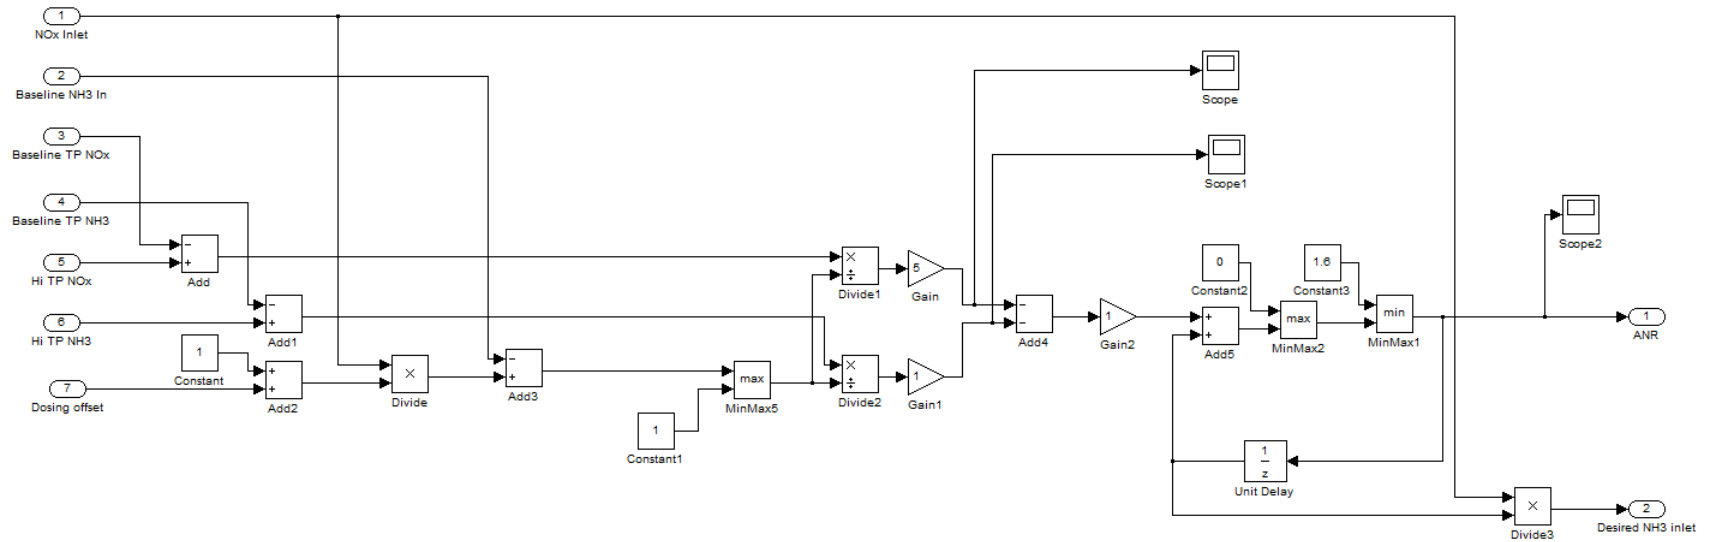 1
NOx Inlet
2
Baseline NH3 In
3
Baseline TP NOx
4
Baseline TP NH3
5
Hi TP NOx
6
Hi TP NH3
7
Dosing offset
−
+
Add
−
+
Add1
1
Constant
+
+
Add2
×
Divide
−
+
Add3
1
Constant1
max
MinMax5
×
÷
Divide1
×
÷
Divide2
5
Gain
1
Gain1
−
−
Add4
1
Gain2
Scope
Scope1
0
Constant2
+
+
Add5
max
MinMax2
1.6
Constant3
min
MinMax1
1
z
Unit Delay
Scope2
1
ANR
×
Divide3
2
Desired NH3 inlet